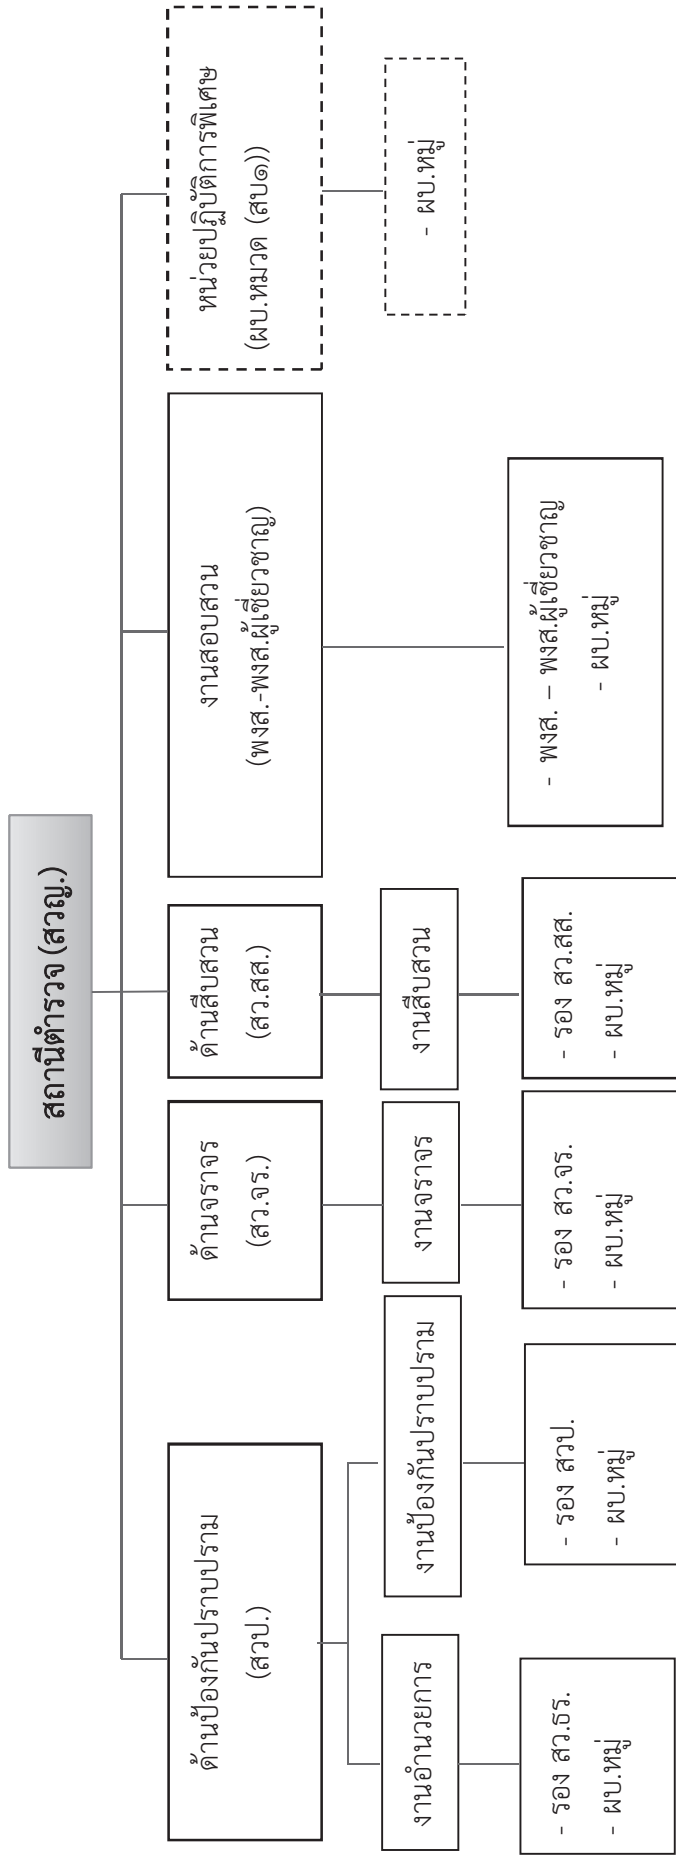 สถานีตำรวจ (สวญ.)
ด้านป้องกันปราบปราม
(สวป.)
ด้านจราจร
(สว.จร.)
ด้านสืบสวน
(สว.สส.)
งานสอบสวน
(พงส.-พงส.ผู้เชี่ยวชาญ)
หน่วยปฏิบัติการพิเศษ
(ผบ.หมวด (สบ๑))
งานอำนวยการ
งานป้องกันปราบปราม
งานจราจร
งานสืบสวน
- ผบ.หมู่
- รอง สว.ธร.
- ผบ.หมู่
- รอง สวป.
- ผบ.หมู่
- รอง สว.จร.
- ผบ.หมู่
- รอง สว.สส.
- ผบ.หมู่
- พงส. – พงส.ผู้เชี่ยวชาญ
- ผบ.หมู่